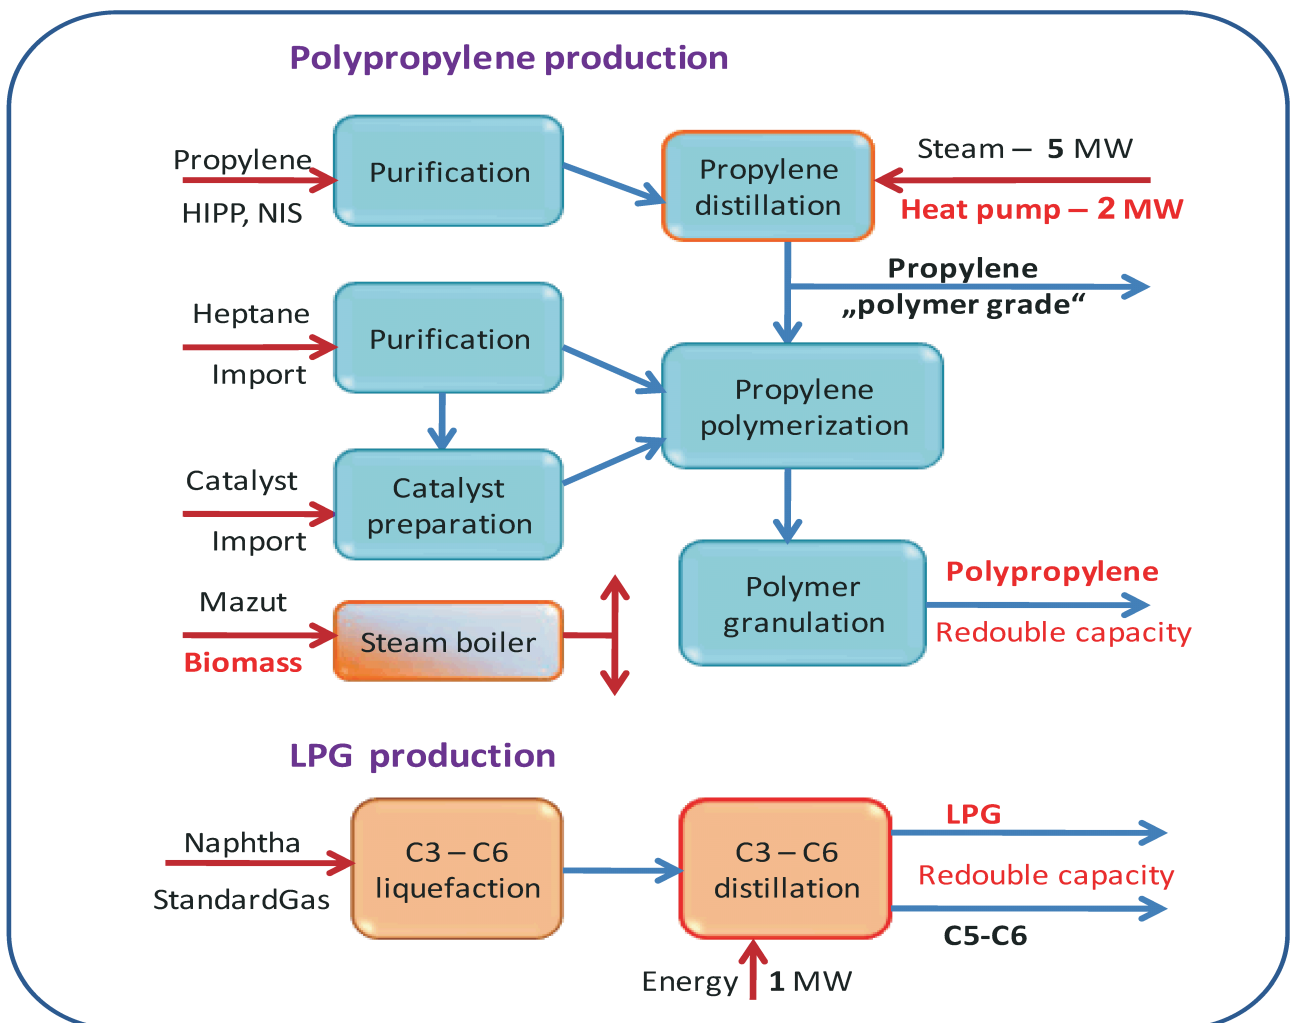 Polypropylene production
Propylene
HIPP, NIS
Purification
Propylene
distillation
Steam – 5 MW
Heat pump – 2 MW
Propylene
„polymer grade“
Heptane
Import
Purification
Propylene
polymerization
Catalyst
Import
Catalyst
preparation
Mazut
Biomass
Steam boiler
Polymer
granulation
Polypropylene
Redouble capacity
LPG production
Naphtha
StandardGas
C3 – C6
liquefaction
C3 – C6
distillation
LPG
Redouble capacity
C5-C6
Energy 1 MW